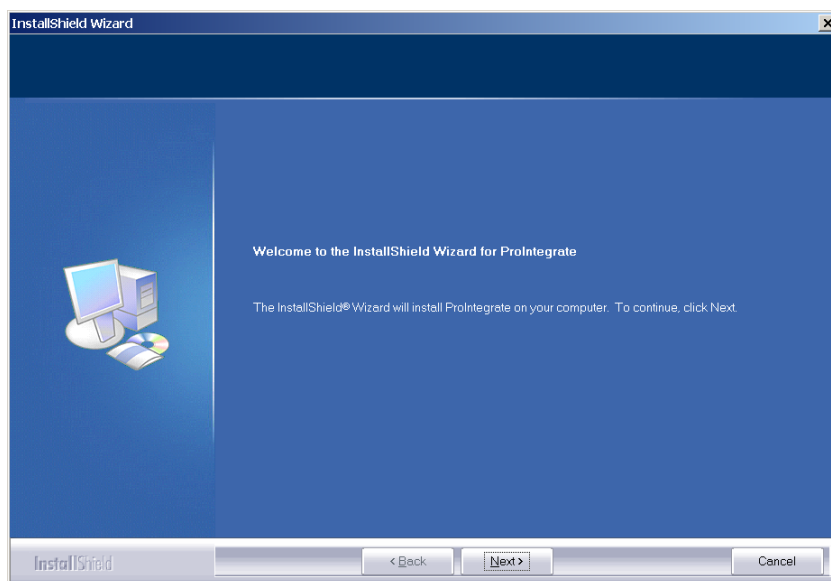 InstallShield Wizard
Welcome to the InstallShield Wizard for ProIntegrate
The InstallShield® Wizard will install ProIntegrate on your computer. To continue, click Next.
InstallShield
< Back
Next >
Cancel